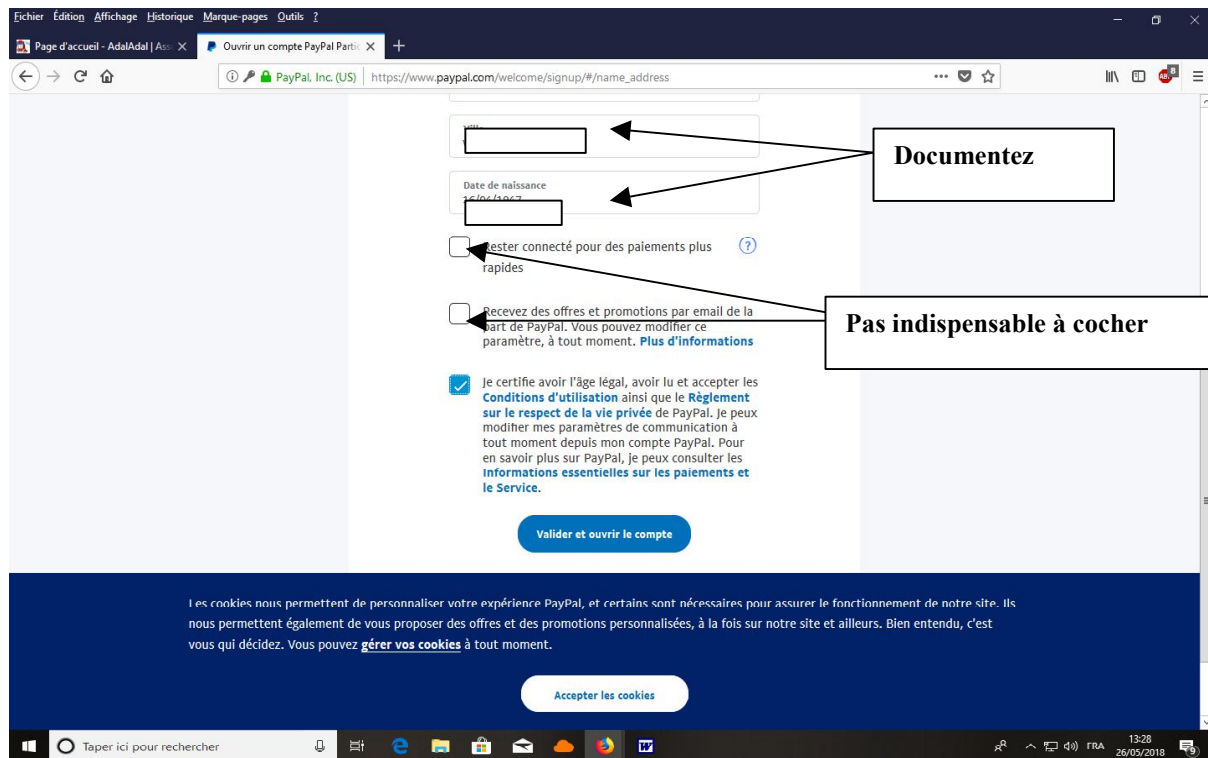 Fichier Édition Affichage Historique Marque-pages Outils ?
Page d'accueil - AdalAdal | Ass
Ouvrir un compte PayPal Partic
PayPal, Inc. (US) https://www.paypal.com/welcome/signup/#/name_address
ABP 8
Documentez
Date de naissance
Rester connecté pour des paiements plus
rapides
?
Pas indispensable à cocher
Recevez des offres et promotions par email de la
part de PayPal. Vous pouvez modifier ce
paramètre, à tout moment. Plus d'informations
Je certifie avoir l'âge légal, avoir lu et accepter les
Conditions d'utilisation ainsi que le Règlement
sur le respect de la vie privée de PayPal. Je peux
modifier mes paramètres de communication à
tout moment depuis mon compte PayPal. Pour
en savoir plus sur PayPal, je peux consulter les
Informations essentielles sur les paiements et
le Service.
Valider et ouvrir le compte
Les cookies nous permettent de personnaliser votre expérience PayPal, et certains sont nécessaires pour assurer le fonctionnement de notre site. Ils
nous permettent également de vous proposer des offres et des promotions personnalisées, à la fois sur notre site et ailleurs. Bien entendu, c'est
vous qui décidez. Vous pouvez gérer vos cookies à tout moment.
Accepter les cookies
Taper ici pour rechercher
FRA
13:28
26/05/2018